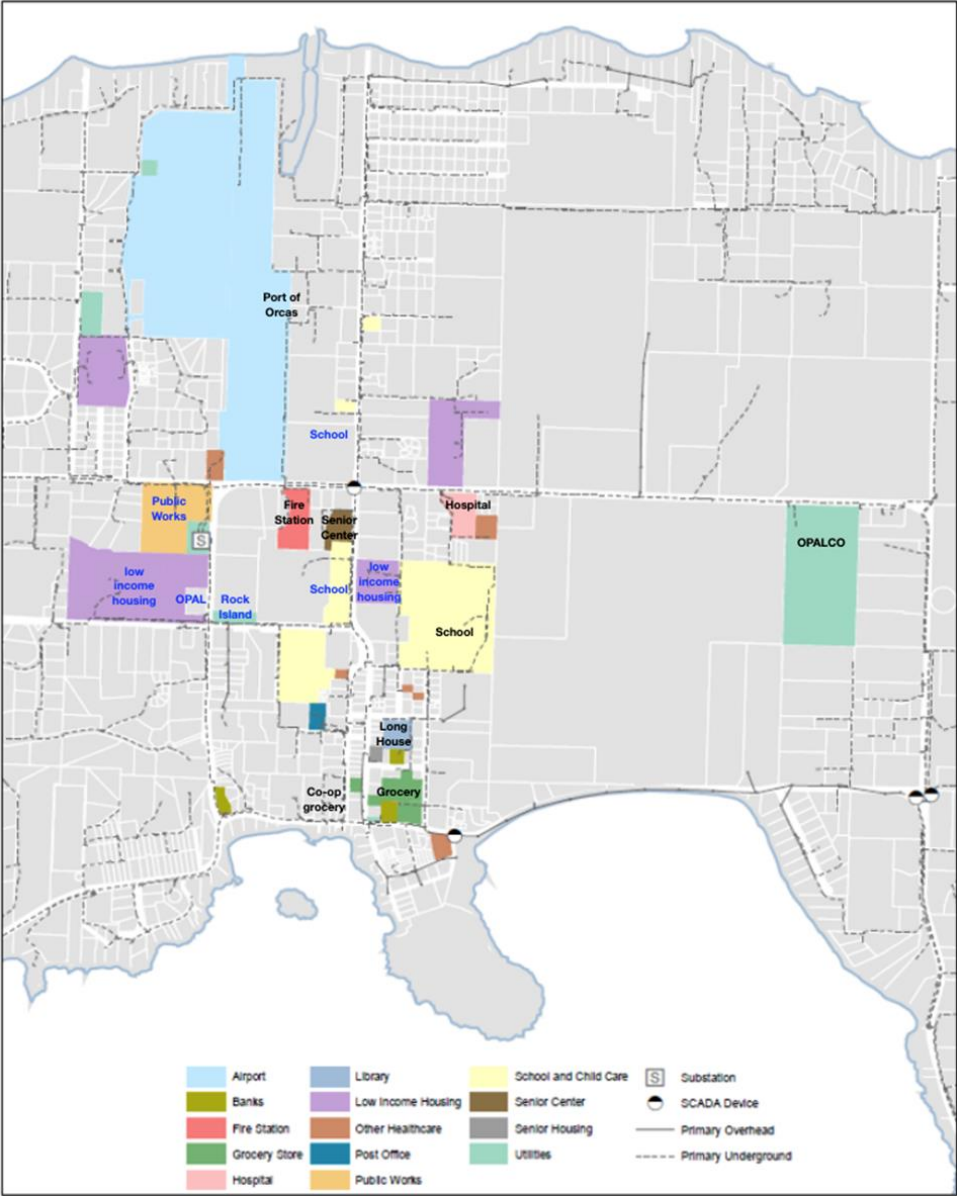 Port of
Orcas
School
Public
Works
Fire
Station
Senior
Center
Hospital
S
OPALCO
low
income
housing
OPAL
Rock
Island
School
low
income
housing
School
Long
House
Co-op
grocery
Grocery
Airport
Banks
Fire Station
Grocery Store
Hospital
Library
Low Income Housing
Other Healthcare
Post Office
Public Works
School and Child Care
Senior Center
Senior Housing
Utilities
S Substation
SCADA Device
Primary Overhead
Primary Underground